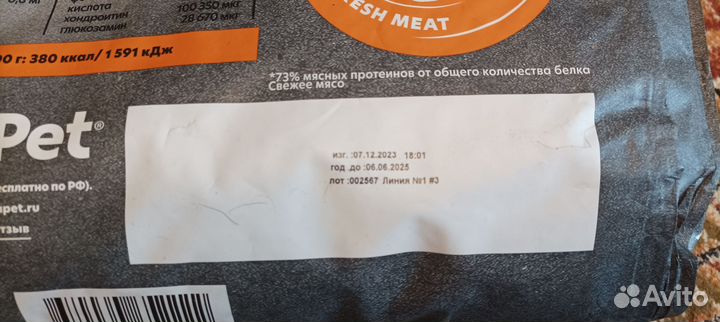 кислота
хондроитин
глюкозамин
100 350 мкг
28 670 мкг
г: 380 ккал/ 1 591 кДж
FRESH MEAT
*73% мясных протеинов от общего количества белка
Свежее мясо
Pet®
изг. :07.12.2023 18:01
год .до :06.06.2025
лот :002567 Линия №1 #3
есплатно по РФ).
pet.ru
тзыв
Avito